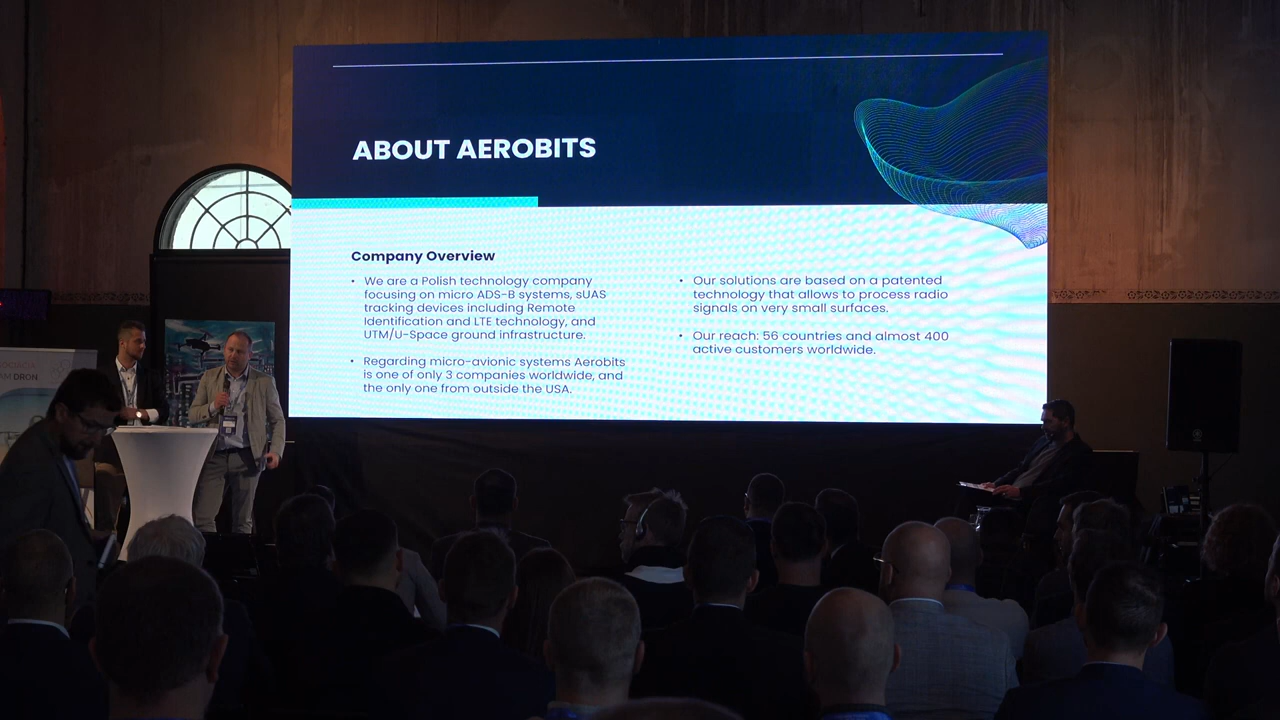 ABOUT AEROBITS
Company Overview
• We are a Polish technology company
focusing on micro ADS-B systems, sUAS
tracking devices including Remote
Identification and LTE technology, and
UTM/U-Space ground infrastructure.
• Regarding micro-avionic systems Aerobits
is one of only 3 companies worldwide, and
the only one from outside the USA.
• Our solutions are based on a patented
technology that allows to process radio
signals on very small surfaces.
• Our reach: 56 countries and almost 400
active customers worldwide.
DRON